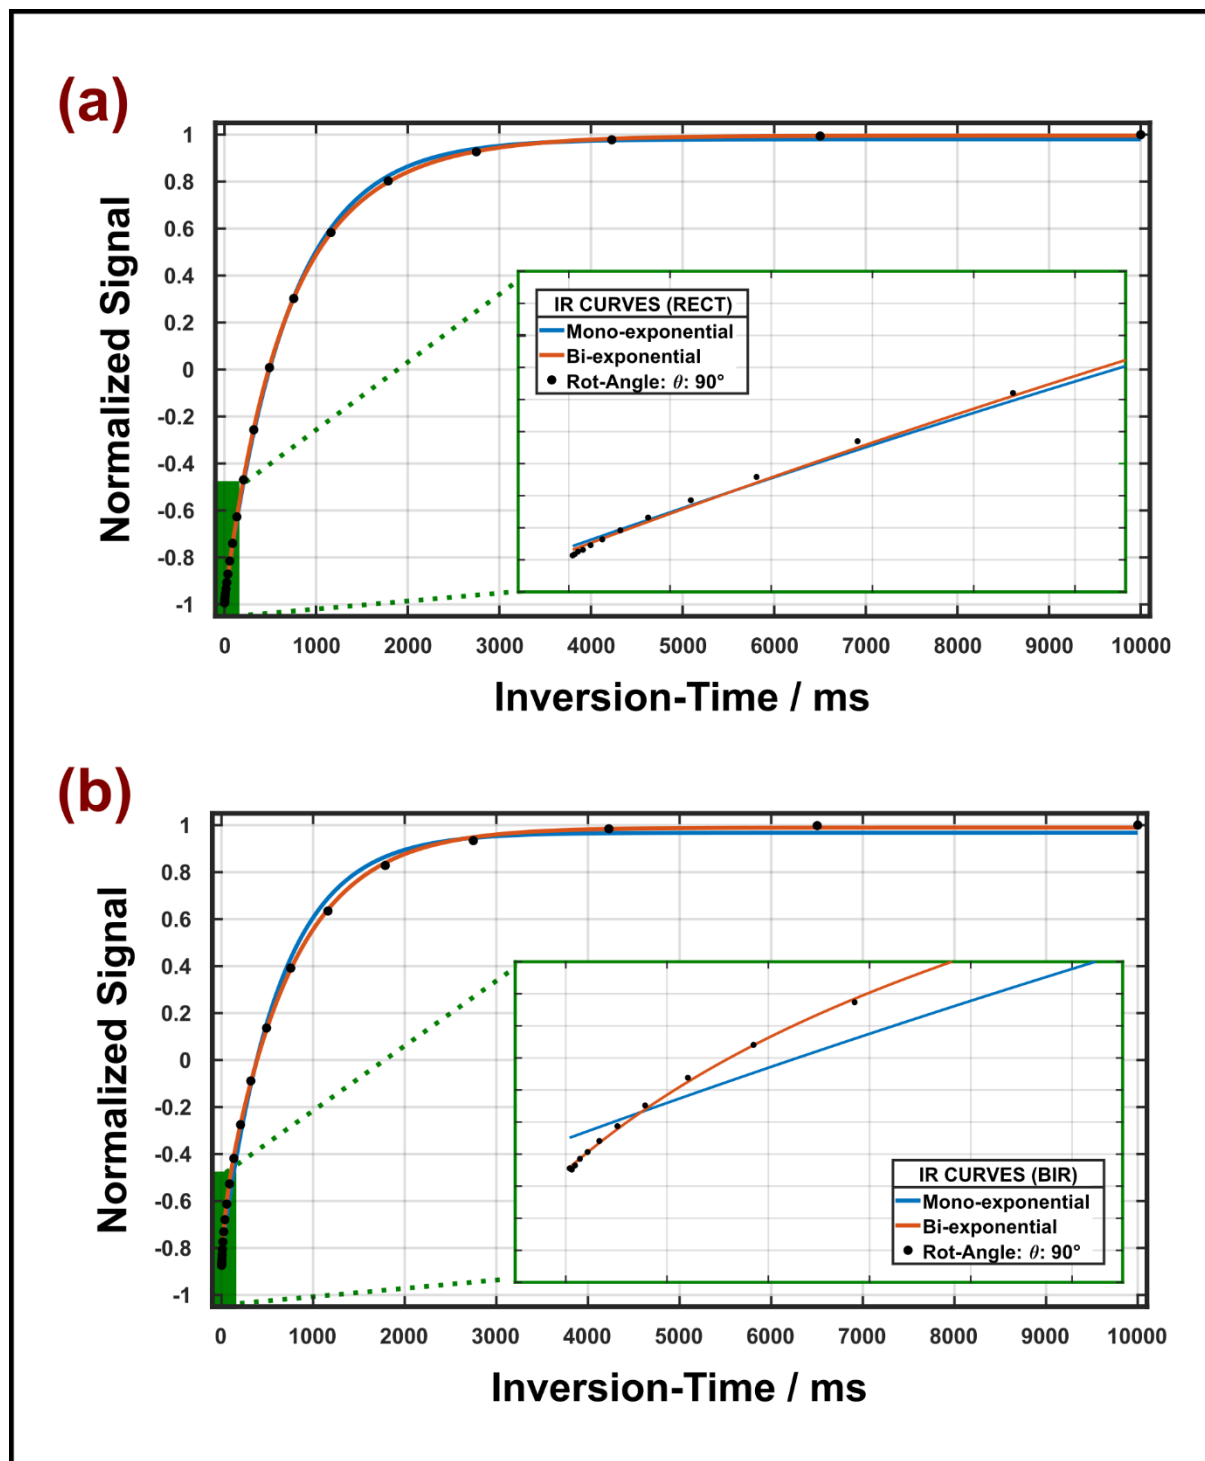 (a)
1
0.8
0.6
0.4
0.2
0
-0.2
-0.4
-0.6
-0.8
-1
Normalized Signal
IR CURVES (RECT)
Mono-exponential
Bi-exponential
Rot-Angle: θ: 90°
0 1000 2000 3000 4000 5000 6000 7000 8000 9000 10000
Inversion-Time / ms
(b)
1
0.8
0.6
0.4
0.2
0
-0.2
-0.4
-0.6
-0.8
-1
Normalized Signal
IR CURVES (BIR)
Mono-exponential
Bi-exponential
Rot-Angle: θ: 90°
0 1000 2000 3000 4000 5000 6000 7000 8000 9000 10000
Inversion-Time / ms